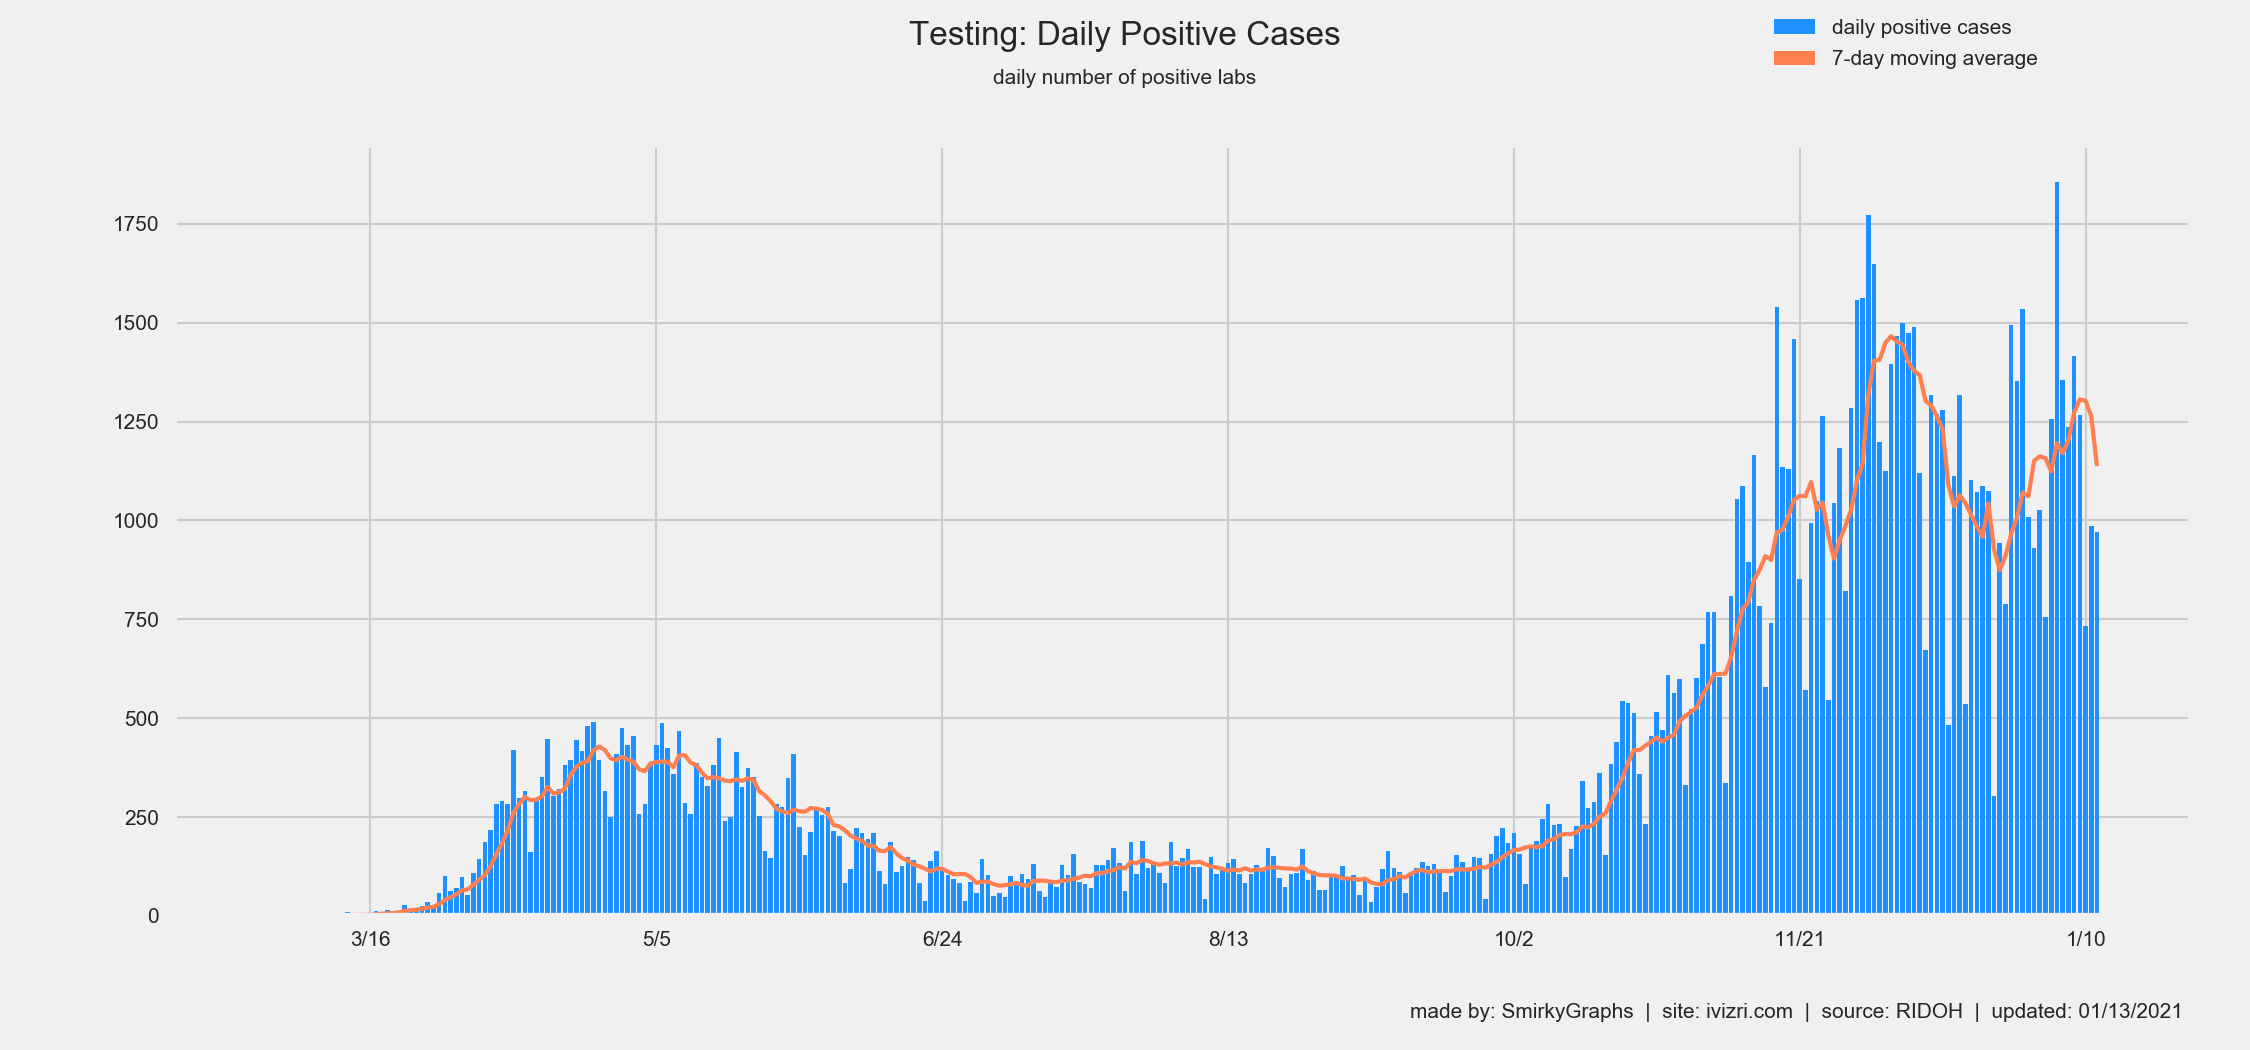 Testing: Daily Positive Cases
daily number of positive labs
daily positive cases
7-day moving average
1750
1500
1250
1000
750
500
250
0
3/16 5/5 6/24 8/13 10/2 11/21 1/10
made by: SmirkyGraphs | site: ivizri.com | source: RIDOH | updated: 01/13/2021